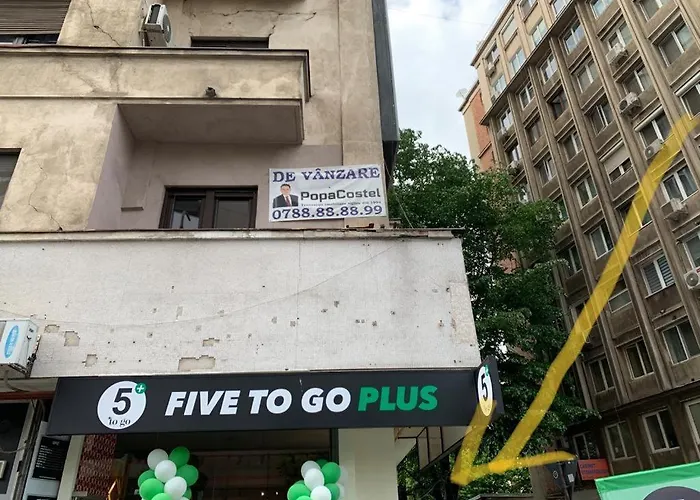 DE VÂNZARE
PopaCostel
0788.88.88.99
5+
to go
FIVE TO GO PLUS
5